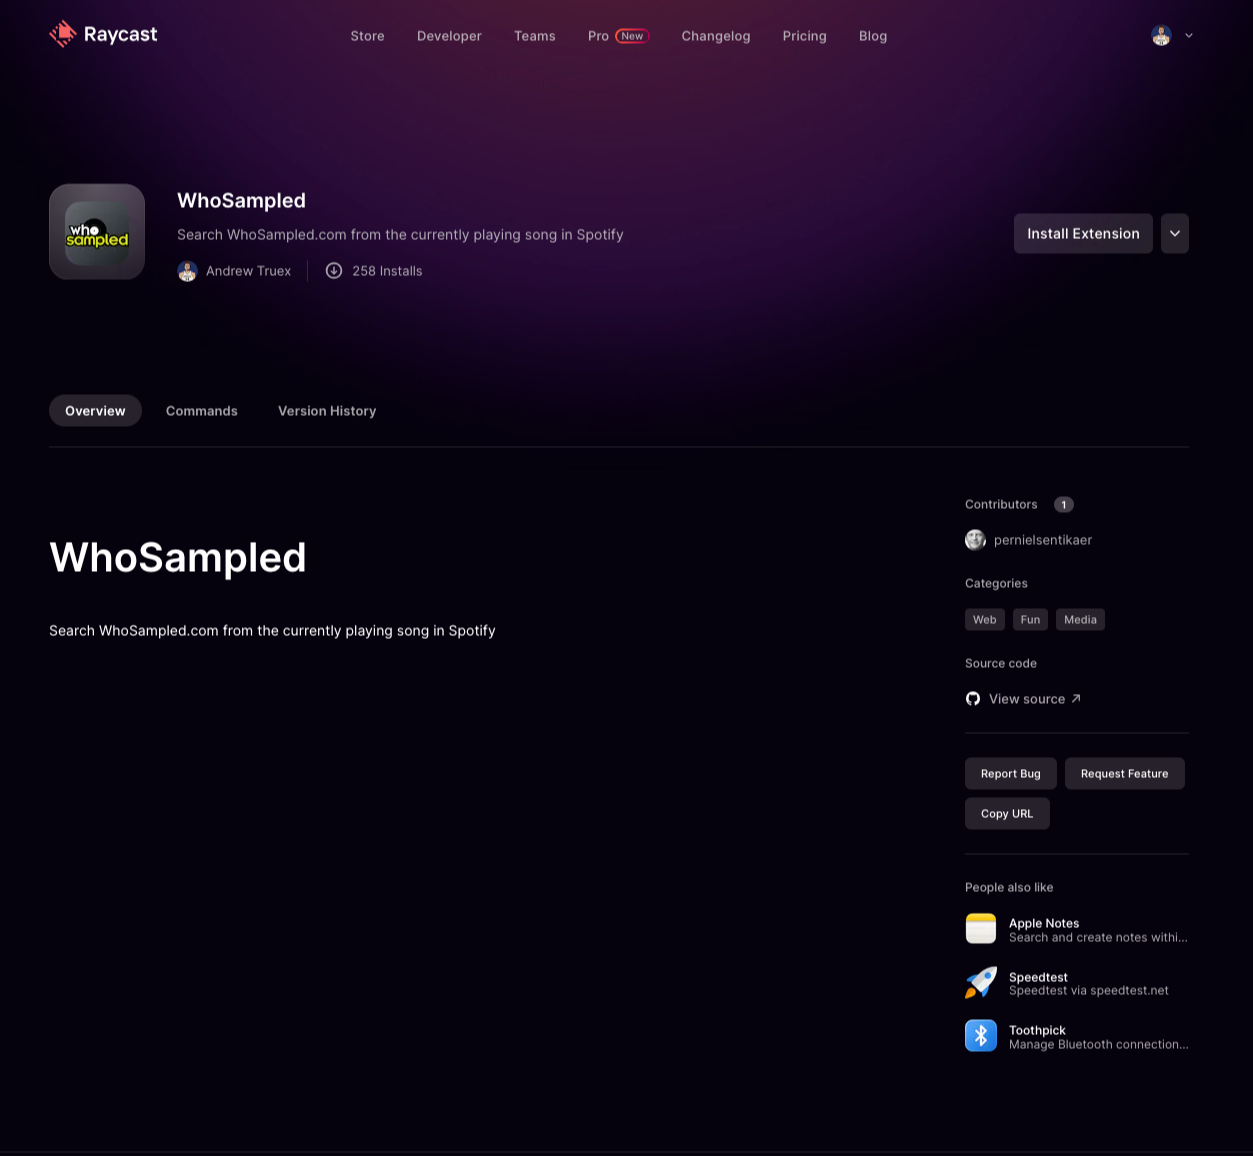 Raycast
Store
Developer
Teams
Pro New
Changelog
Pricing
Blog
who
sampled
WhoSampled
Search WhoSampled.com from the currently playing song in Spotify
Andrew Truex
258 Installs
Install Extension
Overview
Commands
Version History
WhoSampled
Search WhoSampled.com from the currently playing song in Spotify
Contributors 1
pernielsentikaer
Categories
Web
Fun
Media
Source code
View source ↗
Report Bug
Request Feature
Copy URL
People also like
Apple Notes
Search and create notes withi...
Speedtest
Speedtest via speedtest.net
Toothpick
Manage Bluetooth connection...